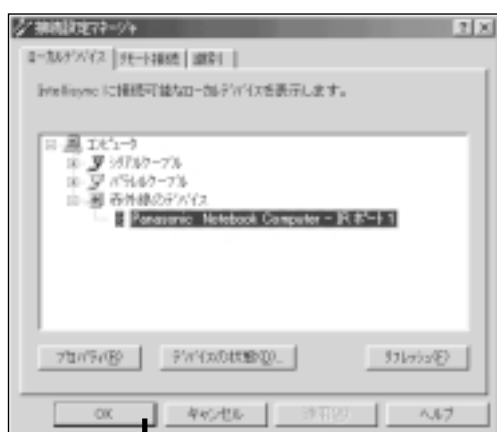 接続設定マネージャ
ローカルデバイス リモート接続 識別
Intellisync に接続可能なローカルデバイスを表示します。
コンピュータ
シリアルケーブル
パラレルケーブル
赤外線のデバイス
Panasonic Notebook Computer - IR ポート 1
プロパティ(R) デバイスの状態(D)... リフレッシュ(E)
OK キャンセル ヘルプ